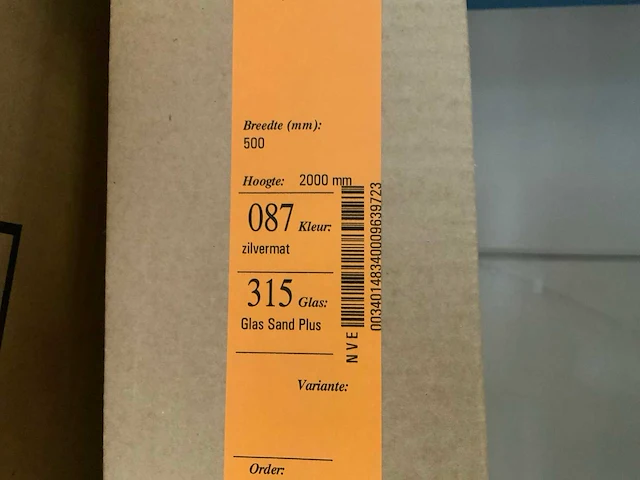 Breedte (mm):
500
Hoogte: 2000 mm
087 Kleur:
zilvermat
315 Glas:
Glas Sand Plus
Variante:
Order:
NVE
00340148340009639723